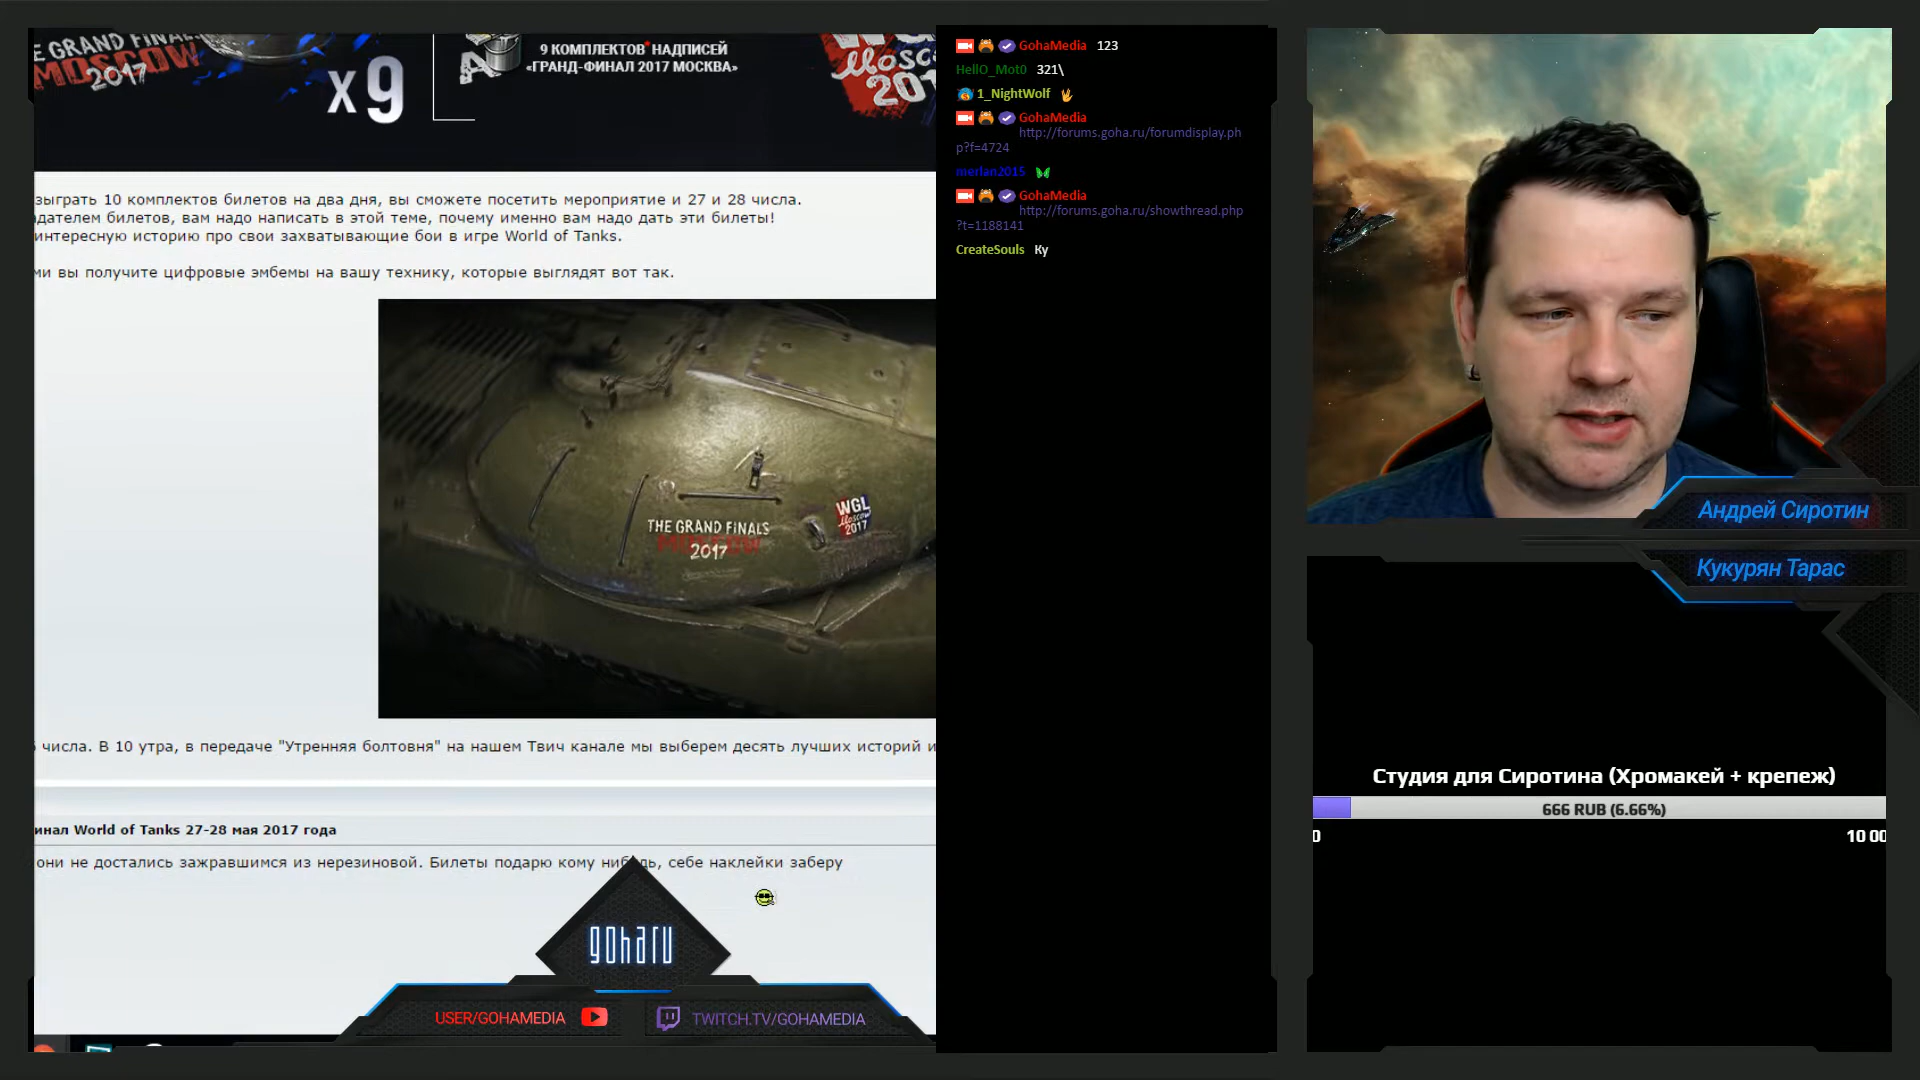 E GRAND FINALS
MOSCOW
2017
x9
9 КОМПЛЕКТОВ* НАДПИСЕЙ
«ГРАНД-ФИНАЛ 2017 МОСКВА»
зыграть 10 комплектов билетов на два дня, вы сможете посетить мероприятие и 27 и 28 числа.
дателем билетов, вам надо написать в этой теме, почему именно вам надо дать эти билеты!
интересную историю про свои захватывающие бои в игре World of Tanks.
ми вы получите цифровые эмбемы на вашу технику, которые выглядят вот так.
THE GRAND FINALS
MOSCOW
2017
WGL
Moscow
2017
числа. В 10 утра, в передаче "Утренняя болтовня" на нашем Твич канале мы выберем десять лучших историй и
инал World of Tanks 27-28 мая 2017 года
они не достались зажравшимся из нерезиновой. Билеты подарю кому нибудь, себе наклейки заберу
goharu
USER/GOHAMEDIA
TWITCH.TV/GOHAMEDIA
GohaMedia 123
HellO_Mot0 321\
1_NightWolf
GohaMedia
http://forums.goha.ru/forumdisplay.ph
p?f=4724
merlan2015
GohaMedia
http://forums.goha.ru/showthread.php
?t=1188141
CreateSouls Ку
Андрей Сиротин
Кукурян Тарас
Студия для Сиротина (Хромакей + крепеж)
666 RUB (6.66%)
0
10 00